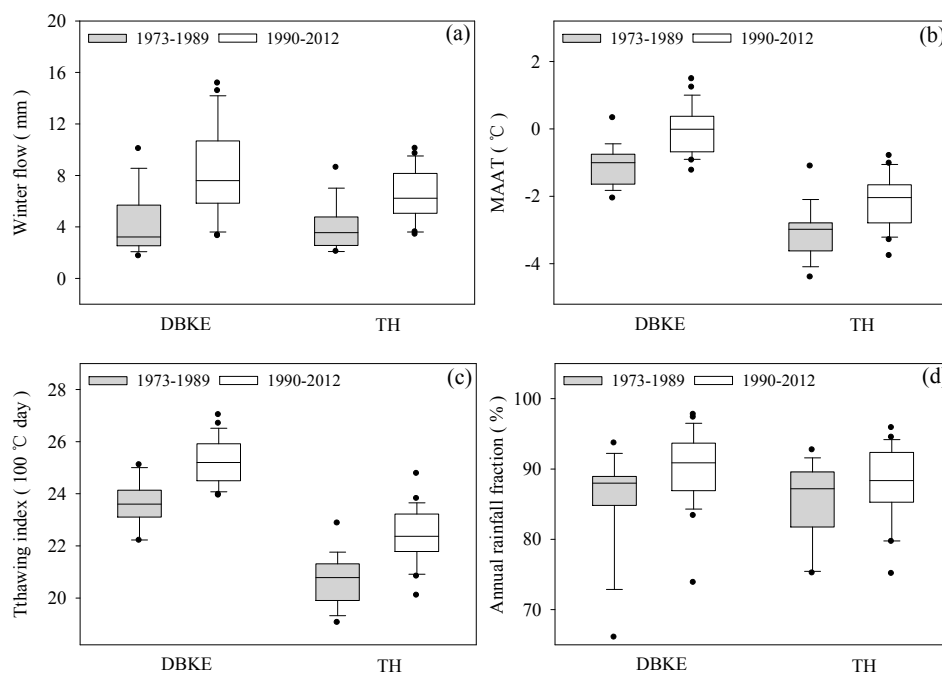 20
16
12
8
4
0
Winter flow ( mm )
1973-1989 1990-2012 (a)
DBKE TH
2
0
-2
-4
MAAT ( ℃ )
1973-1989 1990-2012 (b)
DBKE TH
28
26
24
22
20
Tthawing index ( 100 ℃ day )
1973-1989 1990-2012 (c)
DBKE TH
100
90
80
70
Annual rainfall fraction ( % )
1973-1989 1990-2012 (d)
DBKE TH